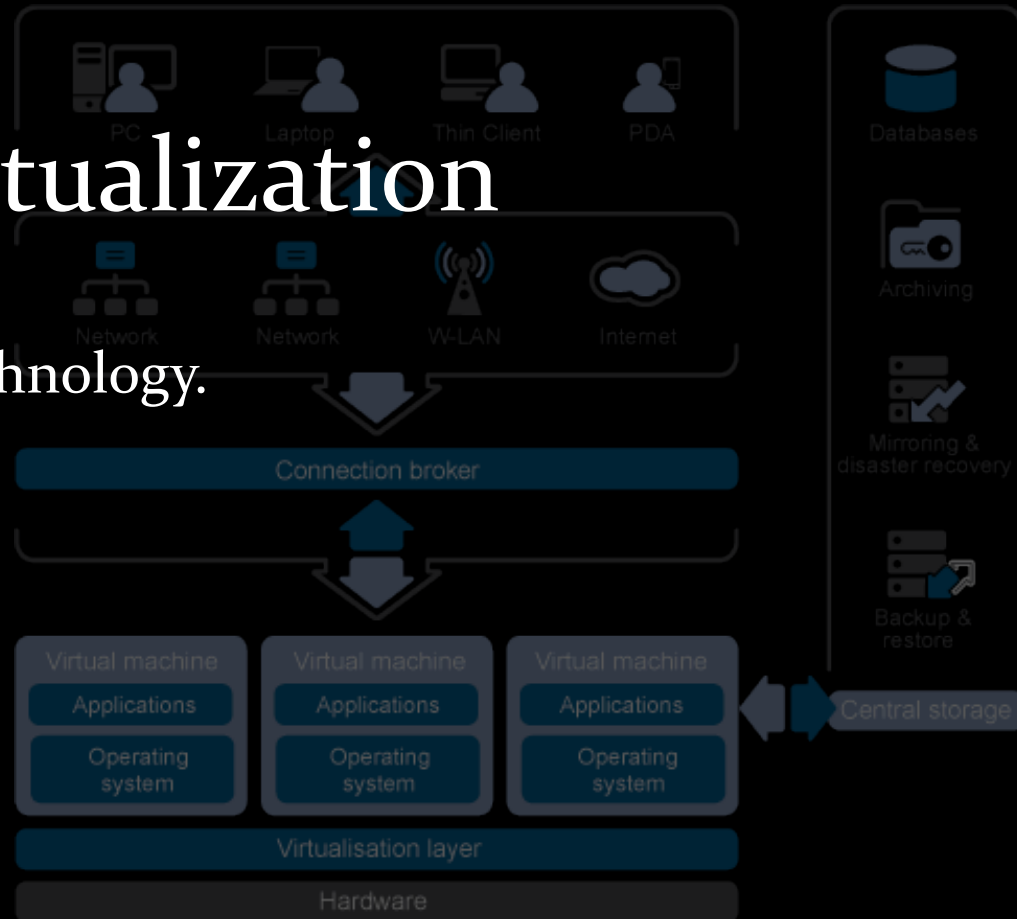 PC Laptop Thin Client PDA
tualization
Network Network W-LAN Internet
hnology.
Connection broker
Virtual machine Virtual machine Virtual machine
Applications Applications Applications
Operating system Operating system Operating system
Virtualisation layer
Hardware
Databases
Archiving
Mirroring &
disaster recovery
Backup &
restore
Central storage